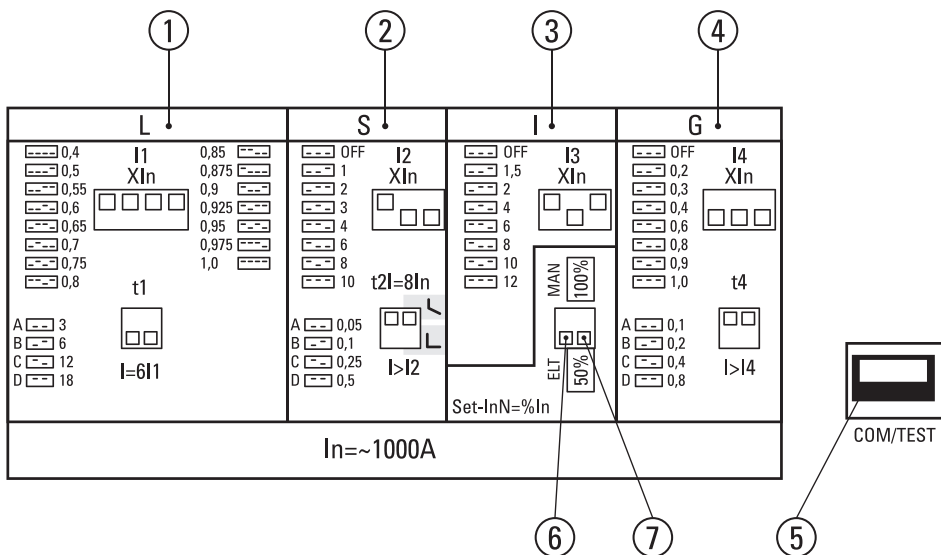 1
2
3
4
L
S
I
G
0,4
0,5
0,55
0,6
0,65
0,7
0,75
0,8
I1
XIn
0,85
0,875
0,9
0,925
0,95
0,975
1,0
t1
A 3
B 6
C 12
D 18
I=6I1
OFF
1
2
3
4
6
8
10
I2
XIn
t2I=8In
A 0,05
B 0,1
C 0,25
D 0,5
I>I2
OFF
1,5
2
4
6
8
10
12
I3
XIn
MAN
100%
ELT
50%
Set-InN=%In
OFF
0,2
0,3
0,4
0,6
0,8
0,9
1,0
I4
XIn
t4
A 0,1
B 0,2
C 0,4
D 0,8
I>I4
In=~1000A
COM/TEST
6
7
5